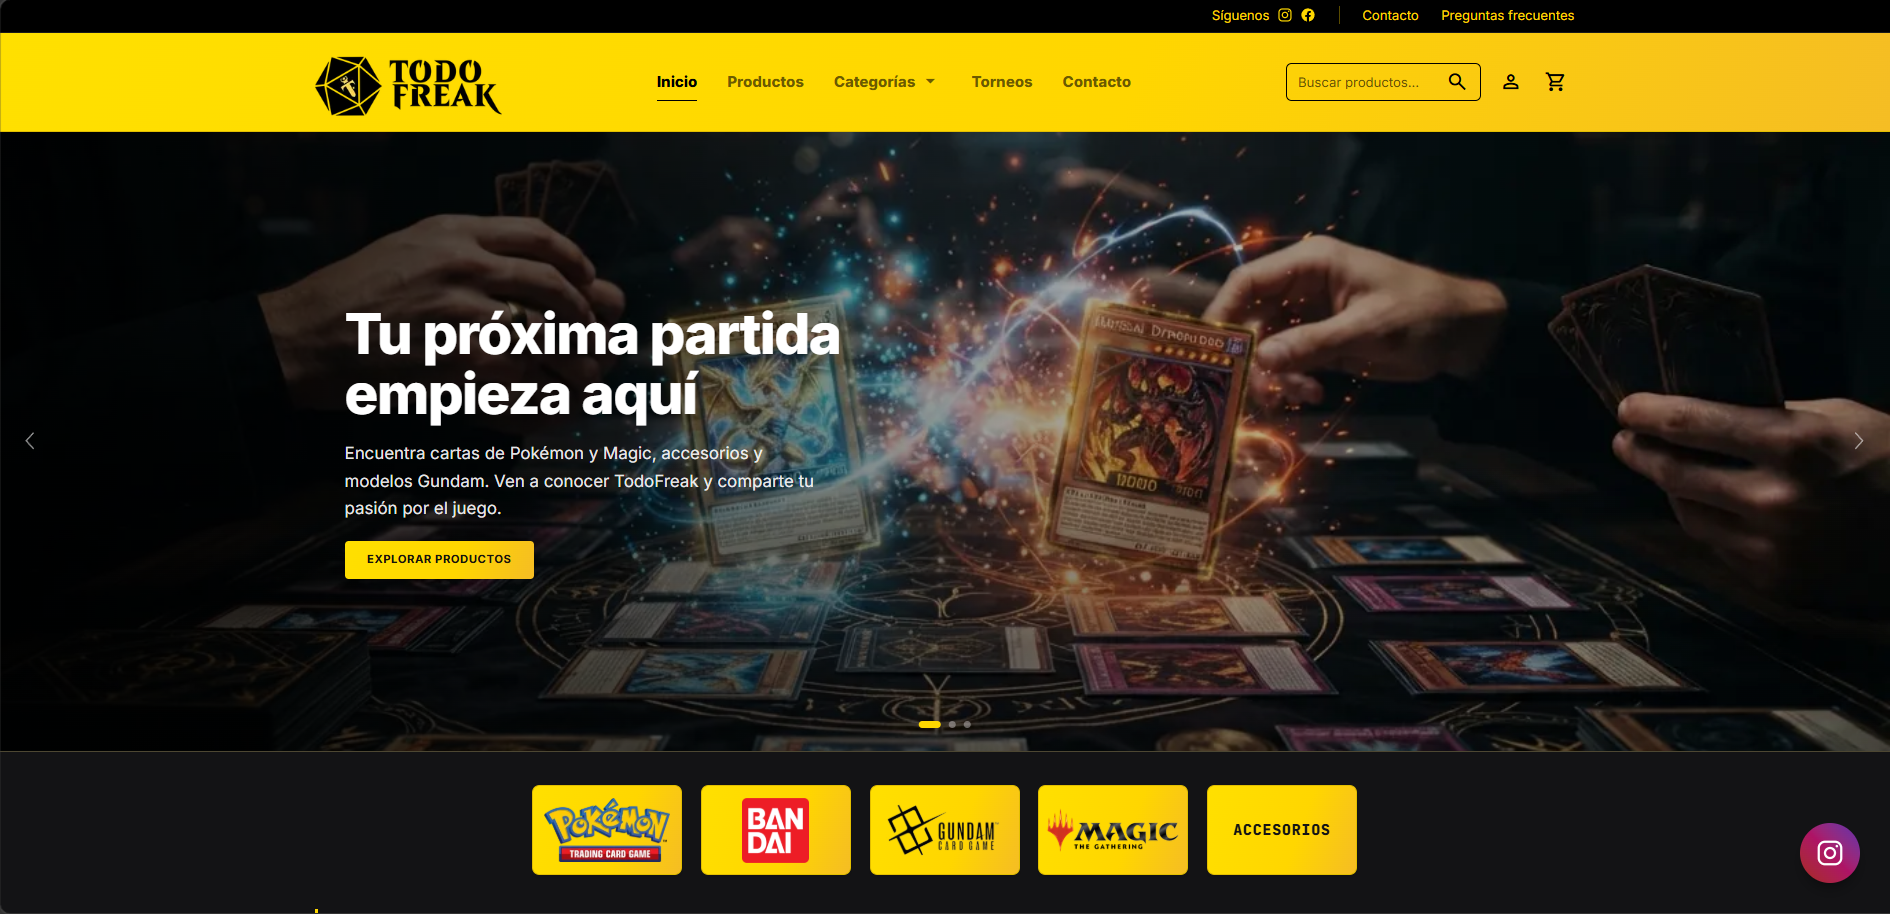 Síguenos
Contacto
Preguntas frecuentes
TODO
FREAK
Inicio
Productos
Categorías
Torneos
Contacto
Buscar productos...
Tu próxima partida
empieza aquí
Encuentra cartas de Pokémon y Magic, accesorios y
modelos Gundam. Ven a conocer TodoFreak y comparte tu
pasión por el juego.
EXPLORAR PRODUCTOS
POKéMON
TRADING CARD GAME
BAN
DAI
GUNDAM
CARD GAME
MAGIC
THE GATHERING
ACCESORIOS